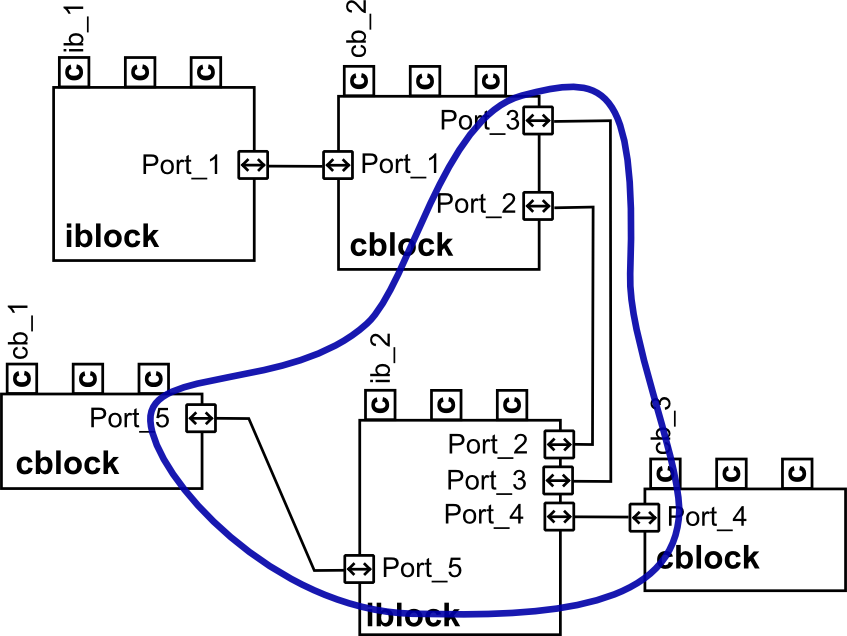 ib_1
C C C
Port_1
iblock
cb_2
C C C
Port_3
Port_1
Port_2
cblock
cb_1
C C C
Port_5
cblock
ib_2
C C C
Port_2
Port_3
Port_4
Port_5
iblock
cb_3
C C C
Port_4
cblock